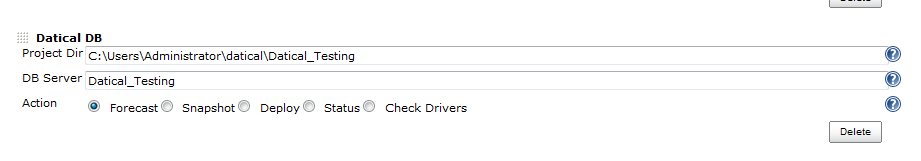 Delete
Datical DB
Project Dir C:\Users\Administrator\datical\Datical_Testing
DB Server Datical_Testing
Action Forecast Snapshot Deploy Status Check Drivers
Delete